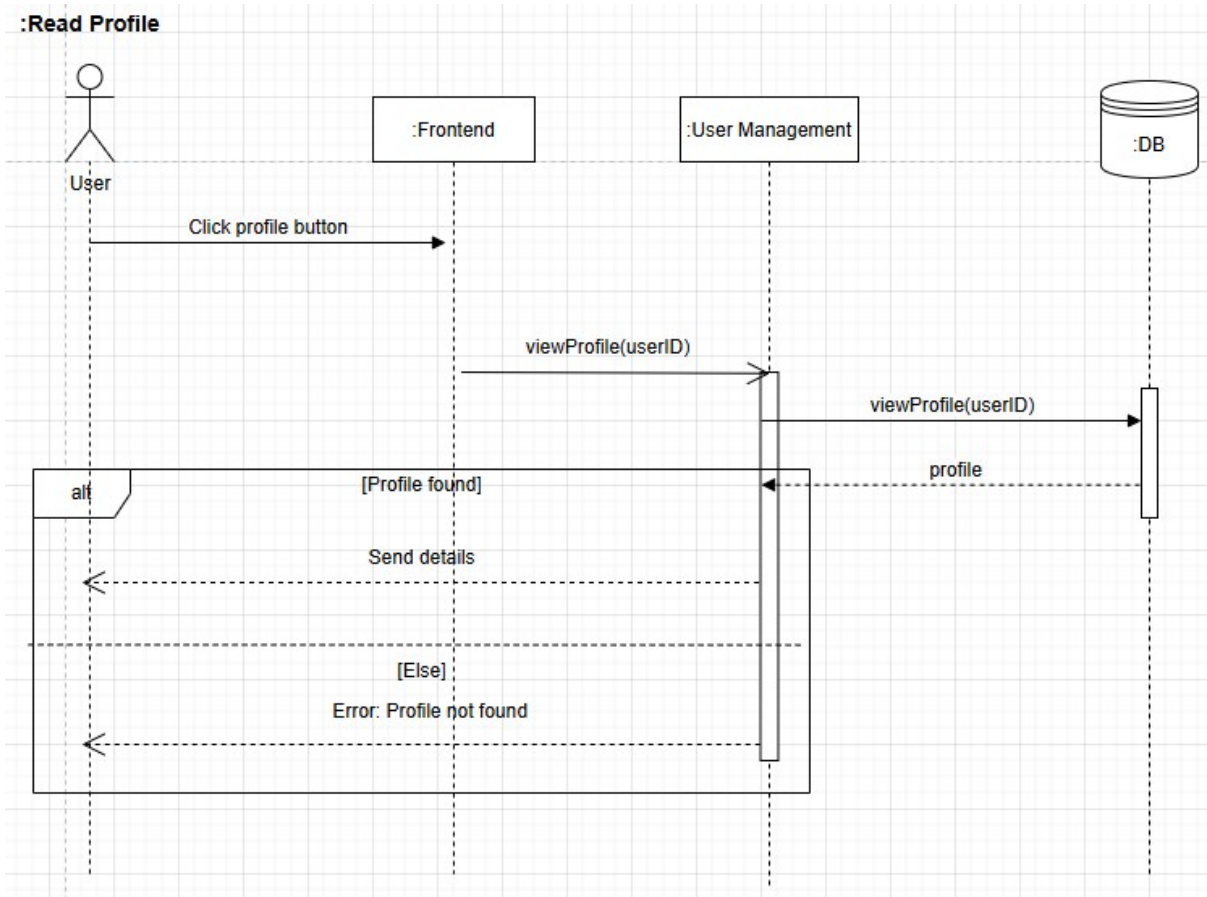 :Read Profile
:Frontend
:User Management
:DB
User
Click profile button
viewProfile(userID)
viewProfile(userID)
profile
alt
[Profile found]
Send details
[Else]
Error: Profile not found